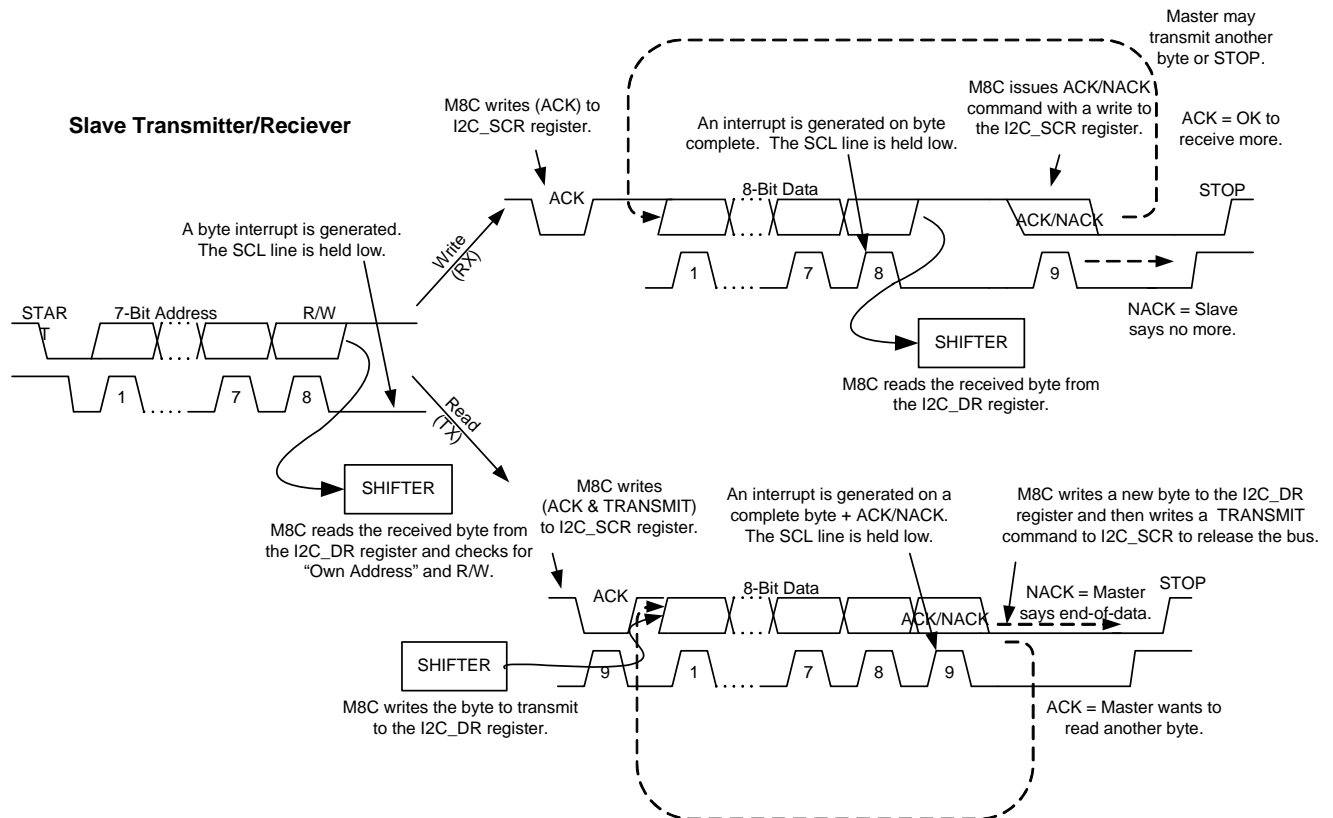 Slave Transmitter/Reciever
Master may
transmit another
byte or STOP.
M8C writes (ACK) to
I2C_SCR register.
An interrupt is generated on byte
complete. The SCL line is held low.
M8C issues ACK/NACK
command with a write to
the I2C_SCR register.
ACK = OK to
receive more.
ACK
8-Bit Data
ACK/NACK
STOP
1
7
8
9
NACK = Slave
says no more.
SHIFTER
M8C reads the received byte from
the I2C_DR register.
A byte interrupt is generated.
The SCL line is held low.
Write
(RX)
STAR
T
7-Bit Address
R/W
1
7
8
Read
(TX)
SHIFTER
M8C reads the received byte from
the I2C_DR register and checks for
“Own Address” and R/W.
M8C writes
(ACK & TRANSMIT)
to I2C_SCR register.
An interrupt is generated on a
complete byte + ACK/NACK.
The SCL line is held low.
M8C writes a new byte to the I2C_DR
register and then writes a TRANSMIT
command to I2C_SCR to release the bus.
ACK
8-Bit Data
ACK/NACK
NACK = Master
says end-of-data.
STOP
SHIFTER
9
1
7
8
9
M8C writes the byte to transmit
to the I2C_DR register.
ACK = Master wants to
read another byte.